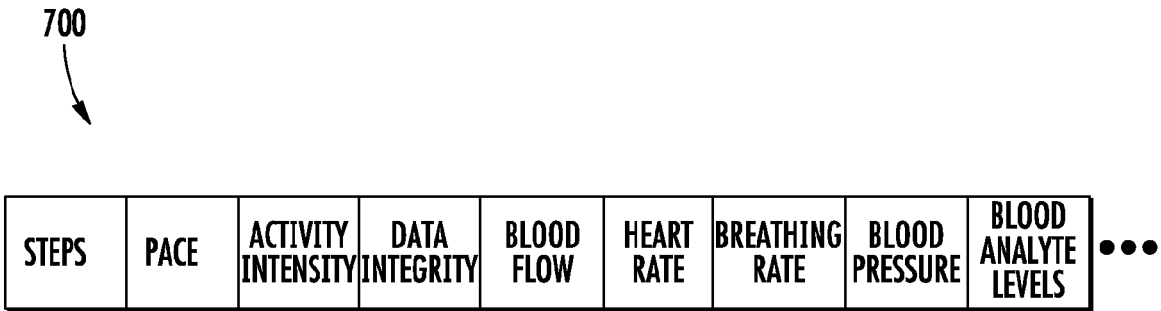 700
STEPS
PACE
ACTIVITY
INTENSITY
DATA
INTEGRITY
BLOOD
FLOW
HEART
RATE
BREATHING
RATE
BLOOD
PRESSURE
BLOOD
ANALYTE
LEVELS
•••